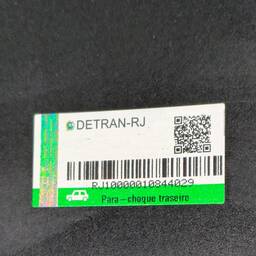 DETRAN-RJ
RJ10000010844029
Para-choque traseiro